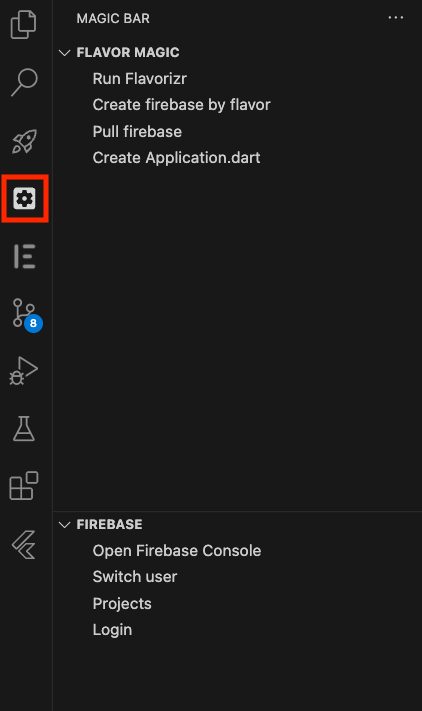 MAGIC BAR
FLAVOR MAGIC
Run Flavorizr
Create firebase by flavor
Pull firebase
Create Application.dart
8
FIREBASE
Open Firebase Console
Switch user
Projects
Login